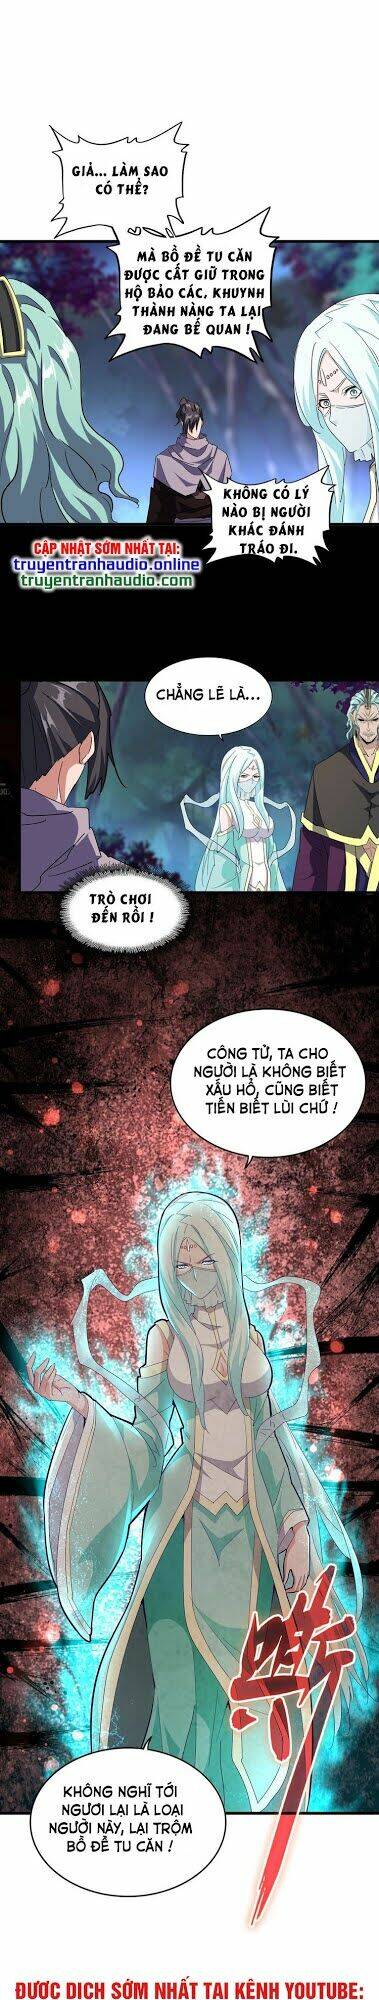 GIẢ... LÀM SAO
CÓ THỂ?
MÀ BỒ ĐỀ TU CĂN
ĐƯỢC CẤT GIỮ TRONG
HỘ BẢO CÁC, KHUYNH
THÀNH NÀNG TA LẠI
ĐANG BẾ QUAN !
KHÔNG CÓ LÝ
NÀO BỊ NGƯỜI
KHÁC ĐÁNH
TRÁO ĐI.
CẬP NHẬT SỚM NHẤT TẠI:
truyentranhaudio.online
truyentranhaudio.com
CHẲNG LẼ LÀ...
TRÒ CHƠI
ĐẾN RỒI !
CÔNG TỬ, TA CHO
NGƯỜI LÀ KHÔNG BIẾT
XẤU HỔ, CŨNG BIẾT
TIẾN BIẾT LÙI CHỨ !
KHÔNG NGHĨ TỚI
NGƯƠI LẠI LÀ LOẠI
NGƯỜI NÀY, LẠI TRỘM
BỒ ĐỀ TU CĂN !
ĐƯỢC DỊCH SỚM NHẤT TẠI KÊNH YOUTUBE: